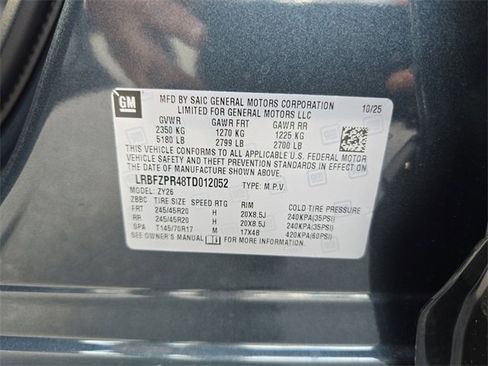 GM
MFD BY SAIC GENERAL MOTORS CORPORATION 10/25
LIMITED FOR GENERAL MOTORS LLC
GVWR GAWR FRT GAWR RR
2350 KG 1270 KG 1225 KG
5180 LB 2799 LB 2700 LB
THIS VEHICLE CONFORMS TO ALL APPLICABLE U.S. FEDERAL MOTOR
VEHICLE SAFETY AND THEFT PREVENTION STANDARDS IN EFFECT ON
THE DATE OF MANUFACTURE SHOWN ABOVE.
LRBFZPR48TD012052 TYPE: M.P.V.
MODEL: ZY26
ZBBC TIRE SIZE SPEED RTG RIM COLD TIRE PRESSURE
FRT 245/45R20 H 20X8.5J 240KPA(35PSI)
RR 245/45R20 H 20X8.5J 240KPA(35PSI)
SPA T145/70R17 M 17X4B 420KPA(60PSI)
SEE OWNER'S MANUAL FOR MORE INFORMATION.